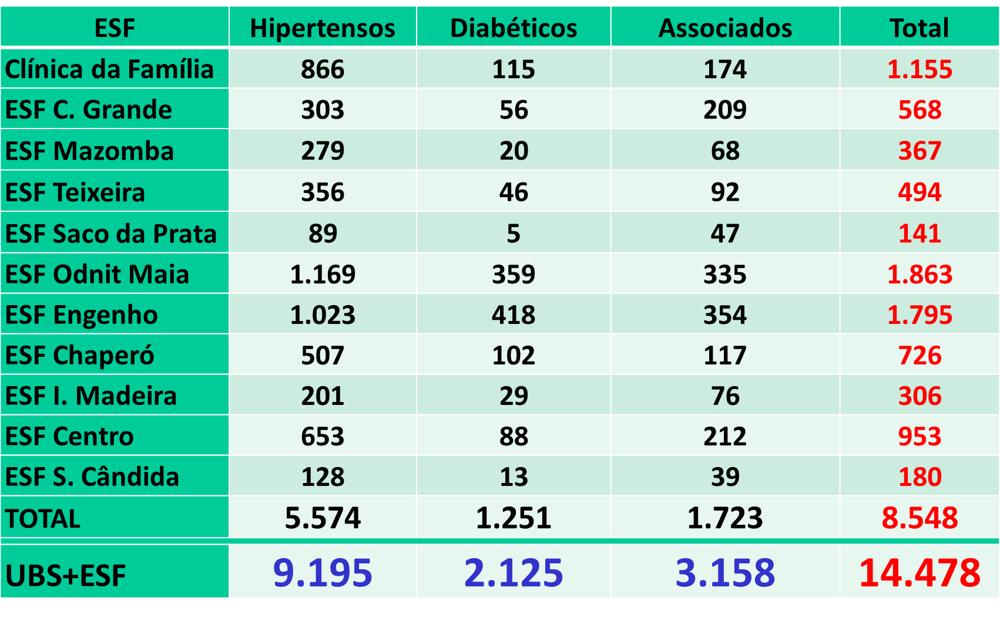 ESF Hipertensos Diabéticos Associados Total
Clínica da Família 866 115 174 1.155
ESF C. Grande 303 56 209 568
ESF Mazomba 279 20 68 367
ESF Teixeira 356 46 92 494
ESF Saco da Prata 89 5 47 141
ESF Odnit Maia 1.169 359 335 1.863
ESF Engenho 1.023 418 354 1.795
ESF Chaperó 507 102 117 726
ESF I. Madeira 201 29 76 306
ESF Centro 653 88 212 953
ESF S. Cândida 128 13 39 180
TOTAL 5.574 1.251 1.723 8.548
UBS+ESF 9.195 2.125 3.158 14.478